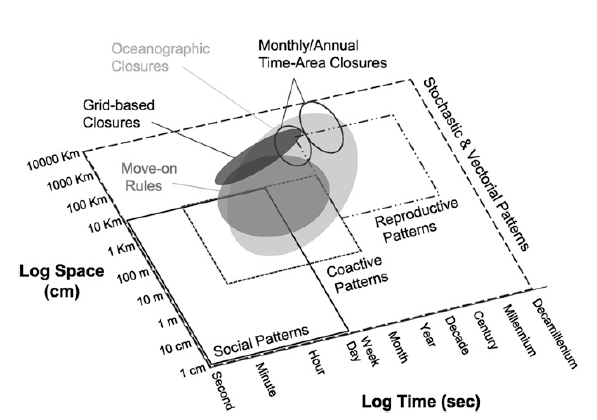 Oceanographic
Closures
Monthly/Annual
Time-Area Closures
Grid-based
Closures
Move-on
Rules
Stochastic & Vectorial Patterns
Reproductive
Patterns
Coactive
Patterns
Social Patterns
10000 Km
1000 Km
100 Km
10 Km
1 Km
100 m
10 m
1 m
10 cm
1 cm
Log Space
(cm)
Second
Minute
Hour
Day
Week
Month
Year
Decade
Century
Millennium
Decamillenium
Log Time (sec)